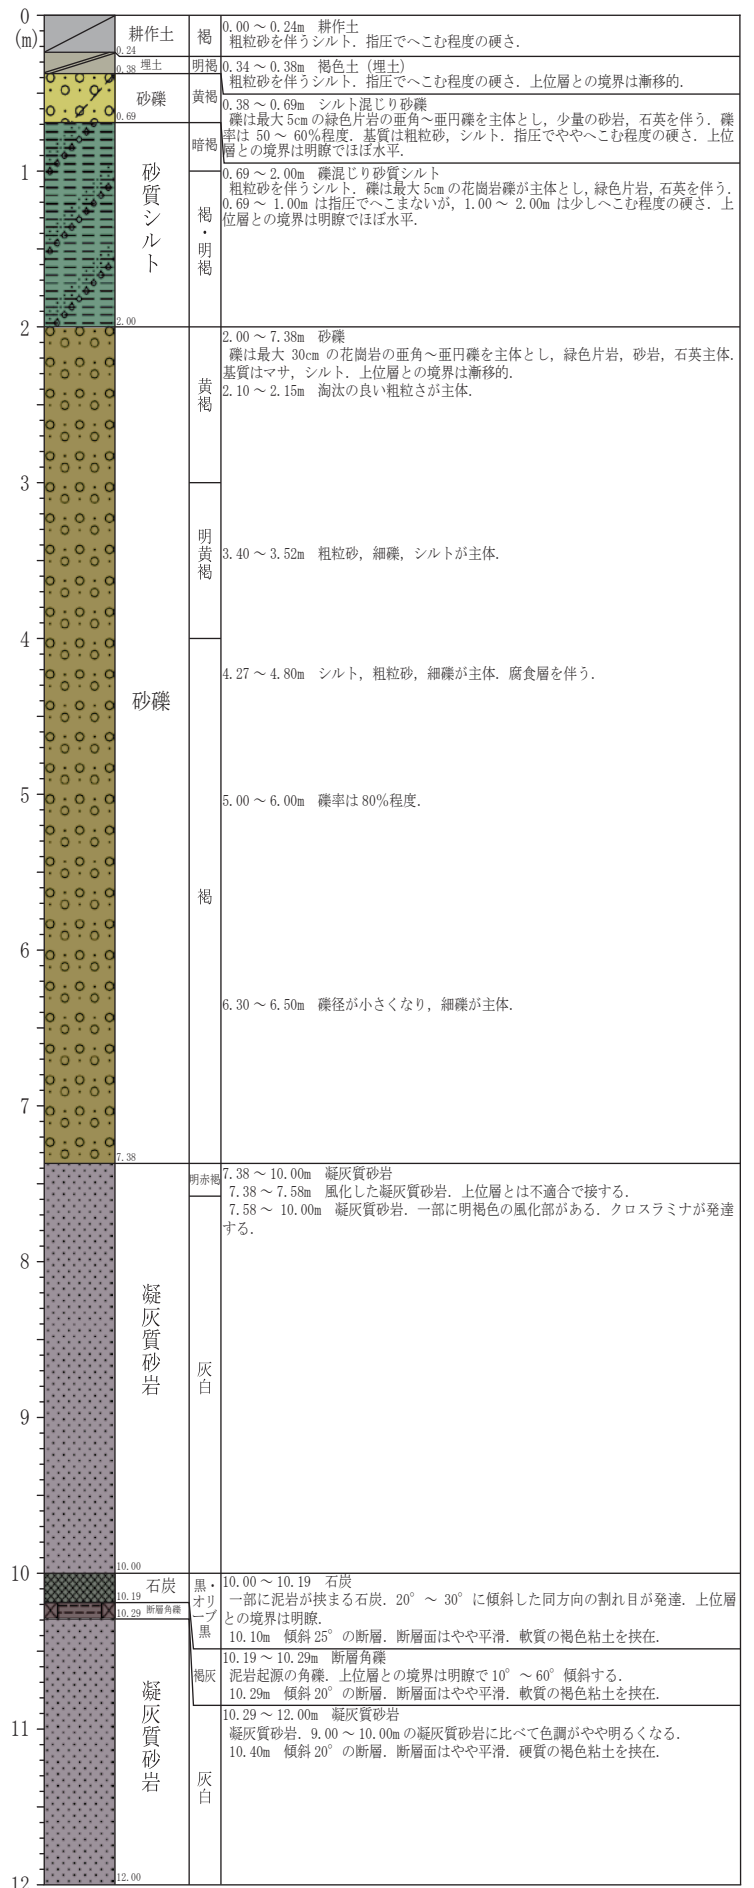 0
(m)
1
2
3
4
5
6
7
8
9
10
11
12
0.24
0.38
0.69
2.00
7.38
10.00
10.19
10.29
12.00
耕作土
埋土
砂礫
砂質シルト
砂礫
凝灰質砂岩
石炭
断層角礫
凝灰質砂岩
褐
明褐
黄褐
暗褐
褐・明褐
黄褐
明黄褐
褐
明赤褐
灰白
黒・オリーブ黒
褐灰
灰白
0.00～0.24m 耕作土
粗粒砂を伴うシルト．指圧でへこむ程度の硬さ．
0.34～0.38m 褐色土（埋土）
粗粒砂を伴うシルト．指圧でへこむ程度の硬さ．上位層との境界は漸移的．
0.38～0.69m シルト混じり砂礫
礫は最大 5cm の緑色片岩の亜角～亜円礫を主体とし，少量の砂岩，石英を伴う．礫
率は 50 ～ 60％程度．基質は粗粒砂，シルト．指圧でややへこむ程度の硬さ．上位
層との境界は明瞭でほぼ水平．
0.69～2.00m 礫混じり砂質シルト
粗粒砂を伴うシルト．礫は最大 5cm の花崗岩礫が主体とし，緑色片岩，石英を伴う．
0.69～ 1.00m は指圧でへこまないが，1.00～ 2.00m は少しへこむ程度の硬さ．上
位層との境界は明瞭でほぼ水平．
2.00～7.38m 砂礫
礫は最大 30cm の花崗岩の亜角～亜円礫を主体とし，緑色片岩，砂岩，石英主体．
基質はマサ，シルト．上位層との境界は漸移的．
2.10～2.15m 淘汰の良い粗粒さが主体．
3.40～3.52m 粗粒砂，細礫，シルトが主体．
4.27～4.80m シルト，粗粒砂，細礫が主体．腐食層を伴う．
5.00～6.00m 礫率は 80％程度．
6.30～6.50m 礫径が小さくなり，細礫が主体．
7.38～10.00m 凝灰質砂岩
7.38～7.58m 風化した凝灰質砂岩．上位層とは不適合で接する．
7.58～ 10.00m 凝灰質砂岩．一部に明褐色の風化部がある．クロスラミナが発達
する．
10.00～10.19 石炭
一部に泥岩が挟まる石炭．20°～ 30°に傾斜した同方向の割れ目が発達．上位層
との境界は明瞭．
10.10m 傾斜 25°の断層．断層面はやや平滑．軟質の褐色粘土を挟在．
10.19～10.29m 断層角礫
泥岩起源の角礫．上位層との境界は明瞭で 10°～60°傾斜する．
10.29m 傾斜 20°の断層．断層面はやや平滑．軟質の褐色粘土を挟在．
10.29～12.00m 凝灰質砂岩
凝灰質砂岩．9.00～10.00m の凝灰質砂岩に比べて色調がやや明るくなる．
10.40m 傾斜 20°の断層．断層面はやや平滑．硬質の褐色粘土を挟在．